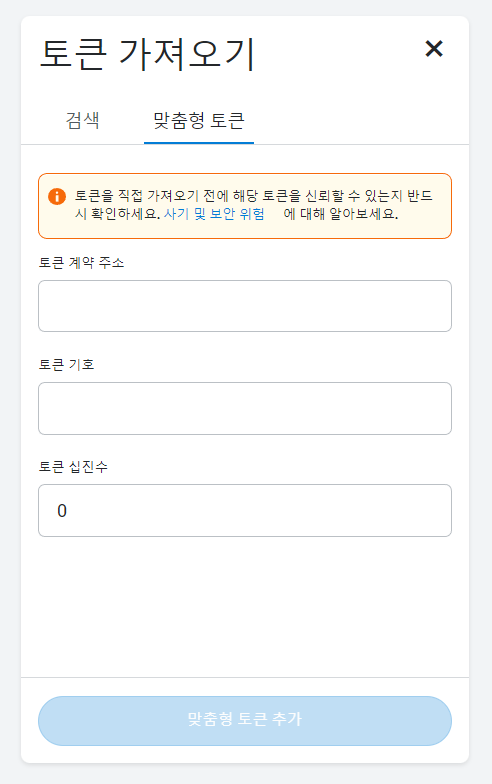 토큰 가져오기
검색
맞춤형 토큰
토큰을 직접 가져오기 전에 해당 토큰을 신뢰할 수 있는지 반드
시 확인하세요. 사기 및 보안 위험 에 대해 알아보세요.
토큰 계약 주소
토큰 기호
토큰 십진수
0
맞춤형 토큰 추가